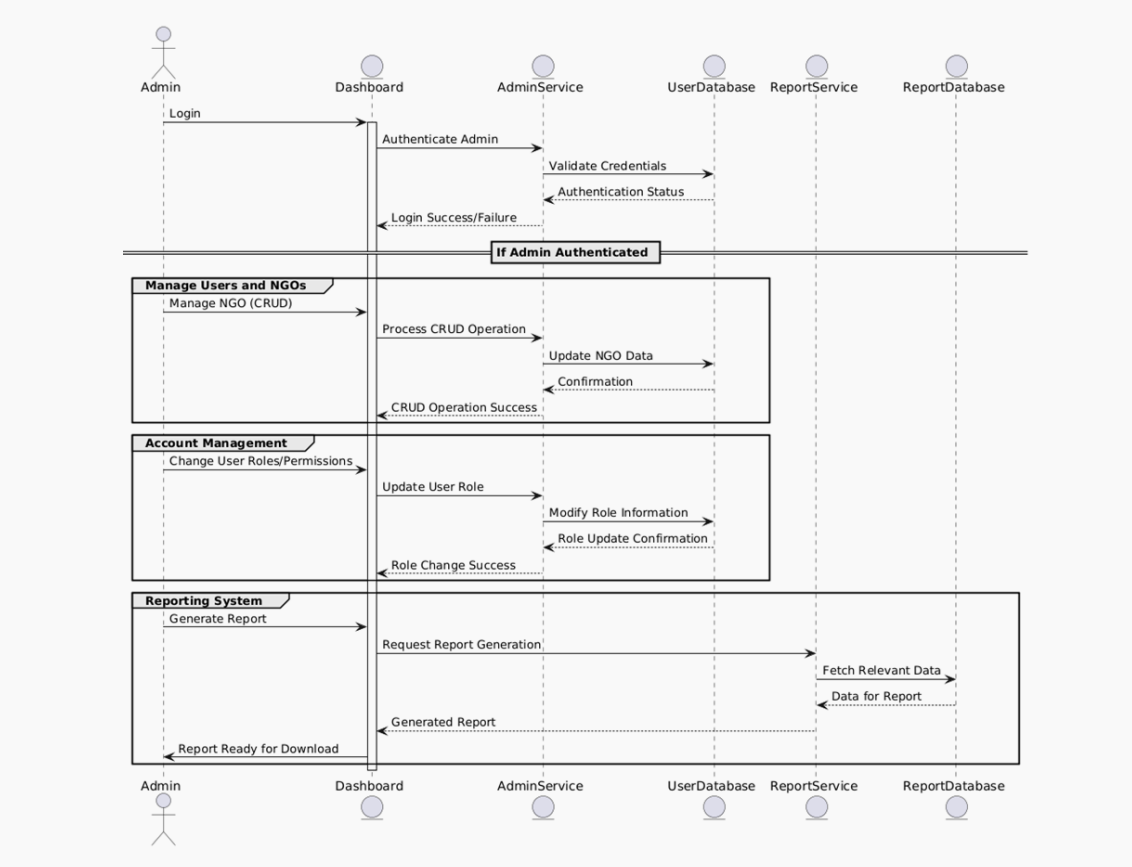 Admin
Dashboard
AdminService
UserDatabase
ReportService
ReportDatabase
Login
Authenticate Admin
Validate Credentials
Authentication Status
Login Success/Failure
If Admin Authenticated
Manage Users and NGOs
Manage NGO (CRUD)
Process CRUD Operation
Update NGO Data
Confirmation
CRUD Operation Success
Account Management
Change User Roles/Permissions
Update User Role
Modify Role Information
Role Update Confirmation
Role Change Success
Reporting System
Generate Report
Request Report Generation
Fetch Relevant Data
Data for Report
Generated Report
Report Ready for Download
Admin
Dashboard
AdminService
UserDatabase
ReportService
ReportDatabase